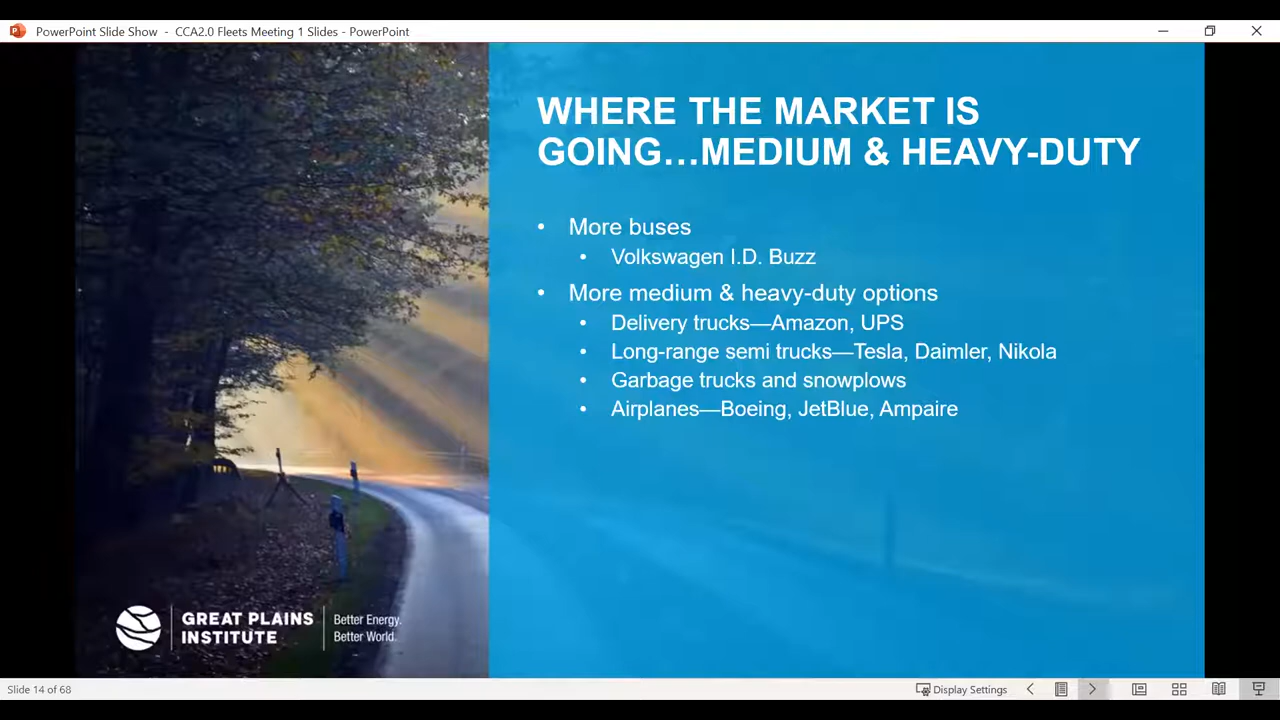 PowerPoint Slide Show - CCA2.0 Fleets Meeting 1 Slides - PowerPoint
WHERE THE MARKET IS
GOING...MEDIUM & HEAVY-DUTY
• More buses
• Volkswagen I.D. Buzz
• More medium & heavy-duty options
• Delivery trucks—Amazon, UPS
• Long-range semi trucks—Tesla, Daimler, Nikola
• Garbage trucks and snowplows
• Airplanes—Boeing, JetBlue, Ampaire
GREAT PLAINS
INSTITUTE
Better Energy.
Better World.
Slide 14 of 68
Display Settings